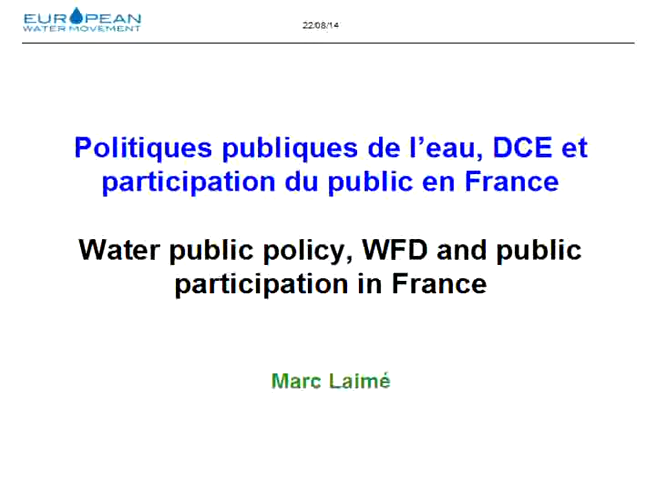 EUROPEAN
WATER MOVEMENT
22/08/14
Politiques publiques de l'eau, DCE et
participation du public en France
Water public policy, WFD and public
participation in France
Marc Laimé